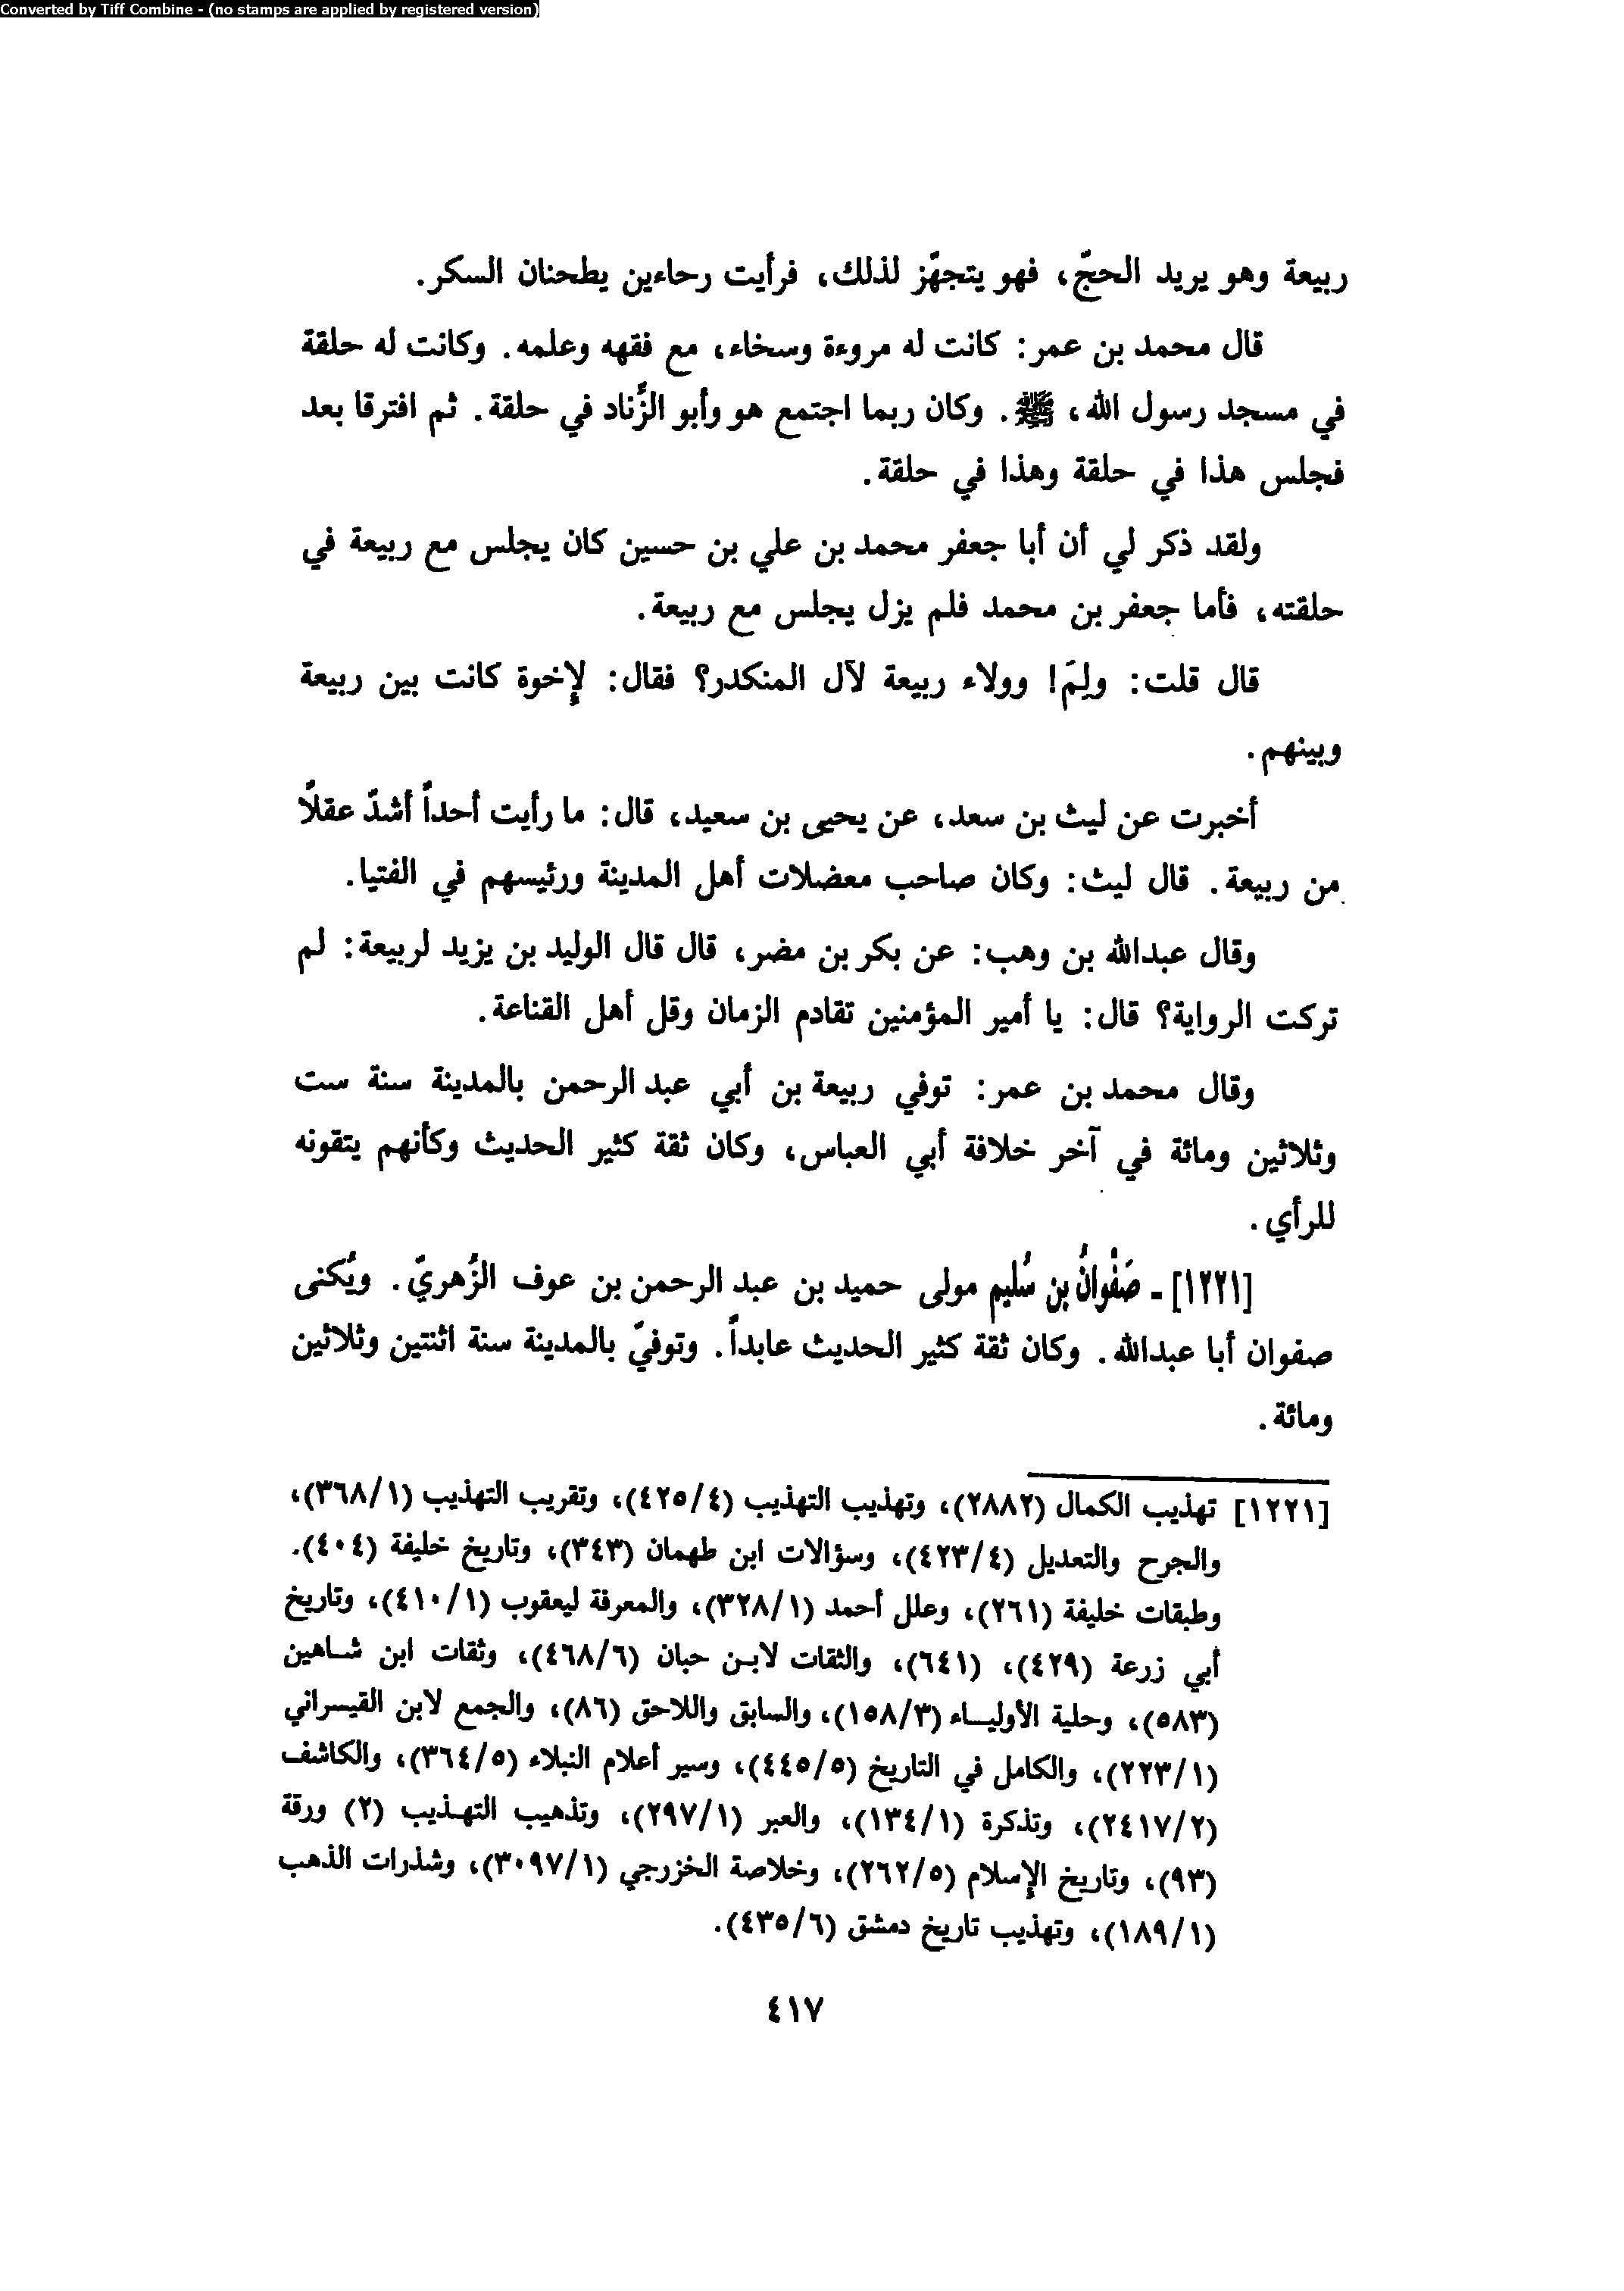 Converted by Tiff Combine - (no stamps are applied by registered version)
ربيعة وهو يريد الحجّ، فهو يتجهّز لذلك، فرأيت رحاءين يطحنان السكر.
قال محمد بن عمر: كانت له مروءة وسخاء، مع فقهه وعلمه. وكانت له حلقة
في مسجد رسول الله، ﷺ. وكان ربما اجتمع هو وأبو الزِّناد في حلقة. ثم افترقا بعد
فجلس هذا في حلقة وهذا في حلقة.
ولقد ذكر لي أن أبا جعفر محمد بن علي بن حسين كان يجلس مع ربيعة في
حلقته، فأما جعفر بن محمد فلم يزل يجلس مع ربيعة.
قال قلت: ولِمَ! وولاء ربيعة لآل المنكدر؟ فقال: لإخوة كانت بين ربيعة
وبينهم.
أخبرت عن ليث بن سعد، عن يحيى بن سعيد، قال: ما رأيت أحداً أشدّ عقلاً
من ربيعة. قال ليث: وكان صاحب معضلات أهل المدينة ورئيسهم في الفتيا.
وقال عبدالله بن وهب: عن بكر بن مضر، قال قال الوليد بن يزيد لربيعة: لم
تركت الرواية؟ قال: يا أمير المؤمنين تقادم الزمان وقل أهل القناعة.
وقال محمد بن عمر: توفي ربيعة بن أبي عبد الرحمن بالمدينة سنة ست
وثلاثين ومائة في آخر خلافة أبي العباس، وكان ثقة كثير الحديث وكأنهم يتقونه
للرأي.
[١٢٢١] - صَفْوانُ بن سُليم مولى حميد بن عبد الرحمن بن عوف الزُهريّ. ويُكنى
صفوان أبا عبدالله. وكان ثقة كثير الحديث عابداً. وتوفيّ بالمدينة سنة اثنتين وثلاثين
ومائة.
[١٢٢١] تهذيب الكمال (٢٨٨٢)، وتهذيب التهذيب (٤/٤٢٥)، وتقريب التهذيب (١/٣٦٨)،
والجرح والتعديل (٤/٤٢٣)، وسؤالات ابن طهمان (٣٤٣)، وتاريخ خليفة (٤٠٤).
وطبقات خليفة (٢٦١)، وعلل أحمد (١/٣٢٨)، والمعرفة ليعقوب (١/٤١٠)، وتاريخ
أبي زرعة (٤٢٩)، (٦٤١)، والثقات لابن حبان (٦/٤٦٨)، وثقات ابن شاهين
(٥٨٣)، وحلية الأولياء (٣/١٥٨)، والسابق واللاحق (٨٦)، والجمع لابن القيسراني
(١/٢٢٣)، والكامل في التاريخ (٥/٤٤٥)، وسير أعلام النبلاء (٥/٣٦٤)، والكاشف
(٢/٢٤١٧)، وتذكرة (١/١٣٤)، والعبر (١/٢٩٧)، وتذهيب التهذيب (٢) ورقة
(٩٣)، وتاريخ الإسلام (٥/٢٦٢)، وخلاصة الخزرجي (١/٣٠٩٧)، وشذرات الذهب
(١/١٨٩)، وتهذيب تاريخ دمشق (٦/٤٣٥).
٤١٧